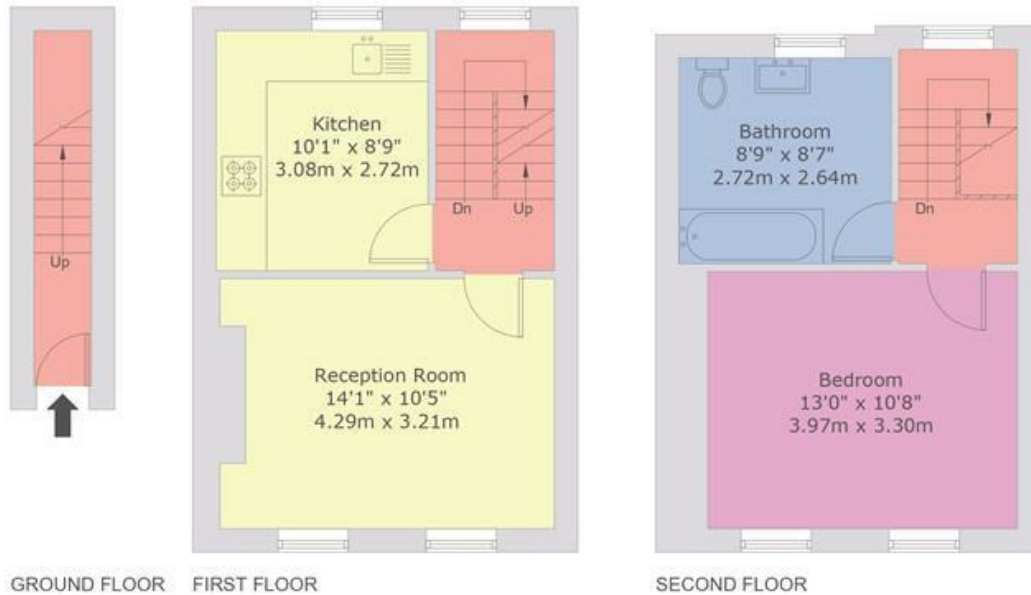 Up
GROUND FLOOR
Kitchen
10'1" x 8'9"
3.08m x 2.72m
Dn
Up
Reception Room
14'1" x 10'5"
4.29m x 3.21m
FIRST FLOOR
Bathroom
8'9" x 8'7"
2.72m x 2.64m
Dn
Bedroom
13'0" x 10'8"
3.97m x 3.30m
SECOND FLOOR